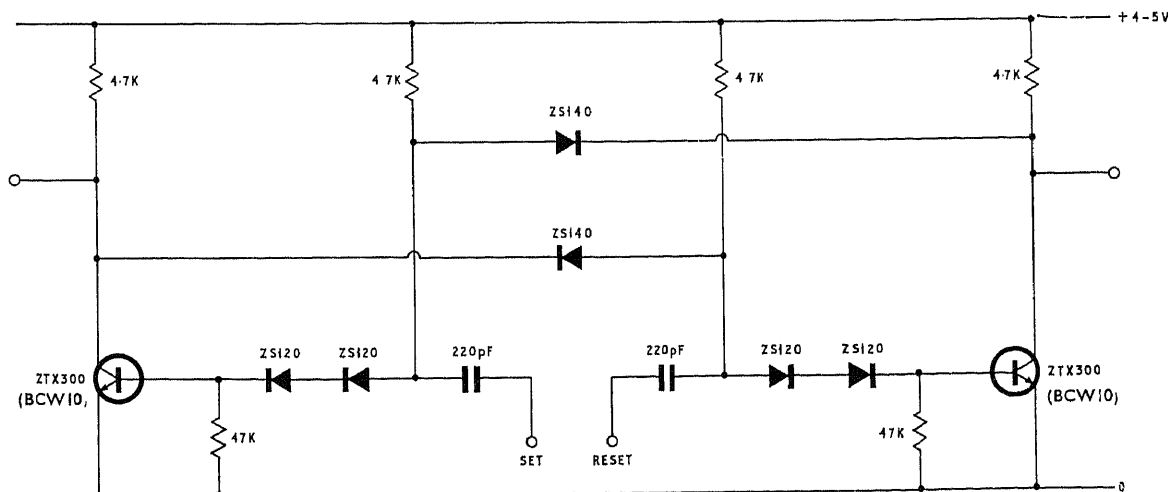 +4-5V
4·7K
4 7K
4 7K
4·7K
ZS140
ZS140
ZS120
ZS120
220pF
220pF
ZS120
ZS120
ZTX300
(BCW10)
ZTX300
(BCW10)
47K
SET
RESET
47K
0